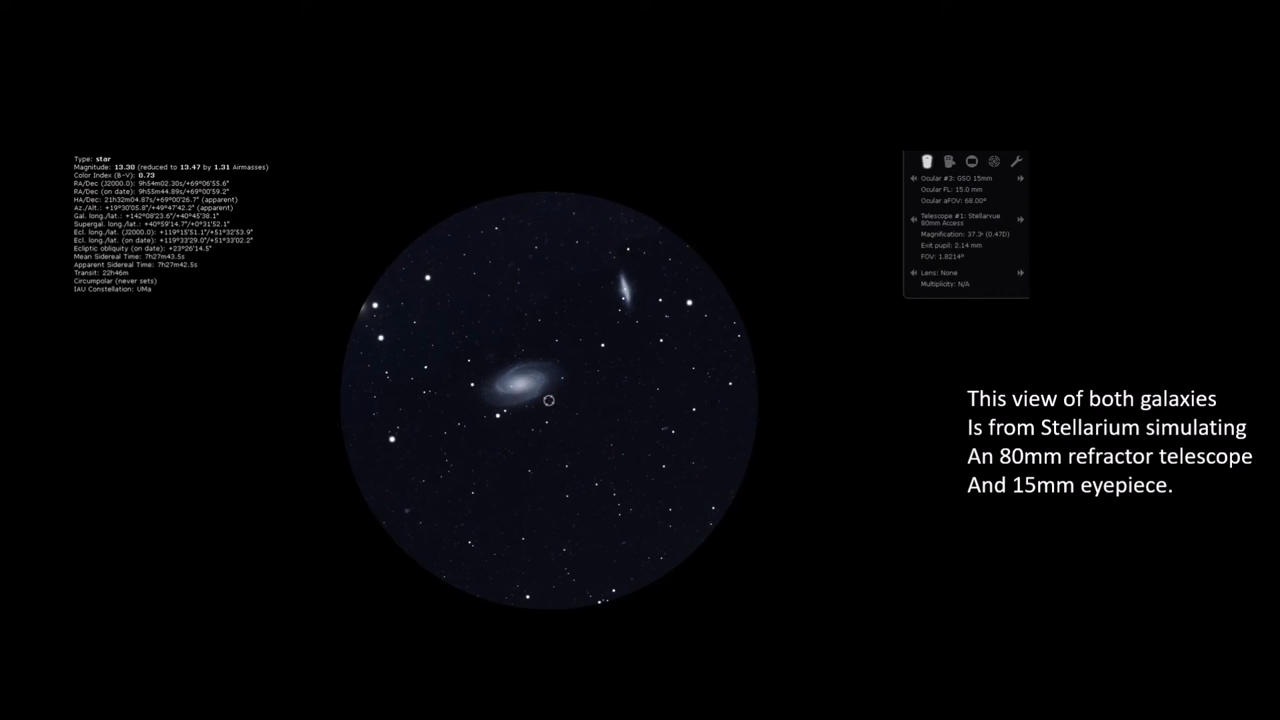 Type: star
Magnitude: 13.30 (reduced to 13.47 by 1.31 Airmasses)
Color Index (B-V): 0.73
RA/Dec (J2000.0): 9h54m02.30s/+69°06'55.6"
RA/Dec (on date): 9h55m44.89s/+69°00'59.2"
HA/Dec: 21h32m04.87s/+69°00'26.7" (apparent)
Az./Alt.: +19°30'05.8"/+49°47'42.2" (apparent)
Gal. long./lat.: +142°08'23.6"/+40°45'38.1"
Supergal. long./lat.: +40°59'14.7"/+0°31'52.1"
Ecl. long./lat. (J2000.0): +119°15'51.1"/+51°32'53.9"
Ecl. long./lat. (on date): +119°33'29.0"/+51°33'02.2"
Ecliptic obliquity (on date): +23°26'14.5"
Mean Sidereal Time: 7h27m43.5s
Apparent Sidereal Time: 7h27m42.5s
Transit: 22h46m
Circumpolar (never sets)
IAU Constellation: UMa
Ocular #3: GSO 15mm
Ocular FL: 15.0 mm
Ocular aFOV: 68.00°
Telescope #1: Stellarvue
80mm Access
Magnification: 37.3× (0.47D)
Exit pupil: 2.14 mm
FOV: 1.8214°
Lens: None
Multiplicity: N/A
This view of both galaxies
Is from Stellarium simulating
An 80mm refractor telescope
And 15mm eyepiece.